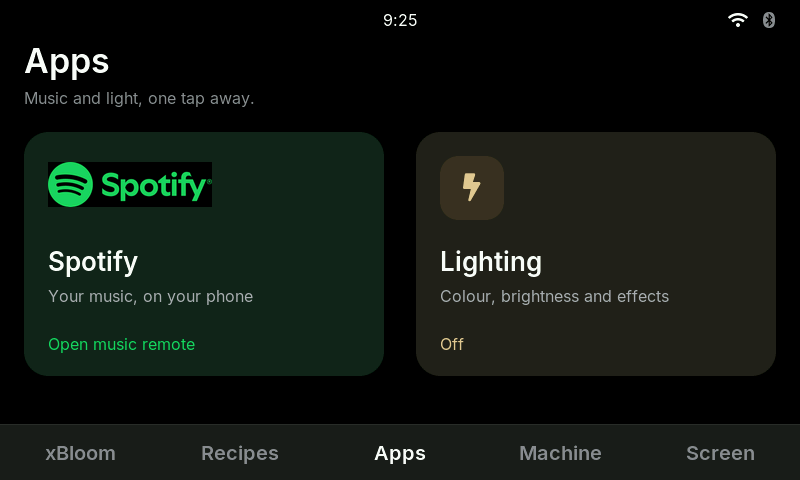 9:25
Apps
Music and light, one tap away.
Spotify
Spotify
Your music, on your phone
Open music remote
Lighting
Colour, brightness and effects
Off
xBloom
Recipes
Apps
Machine
Screen